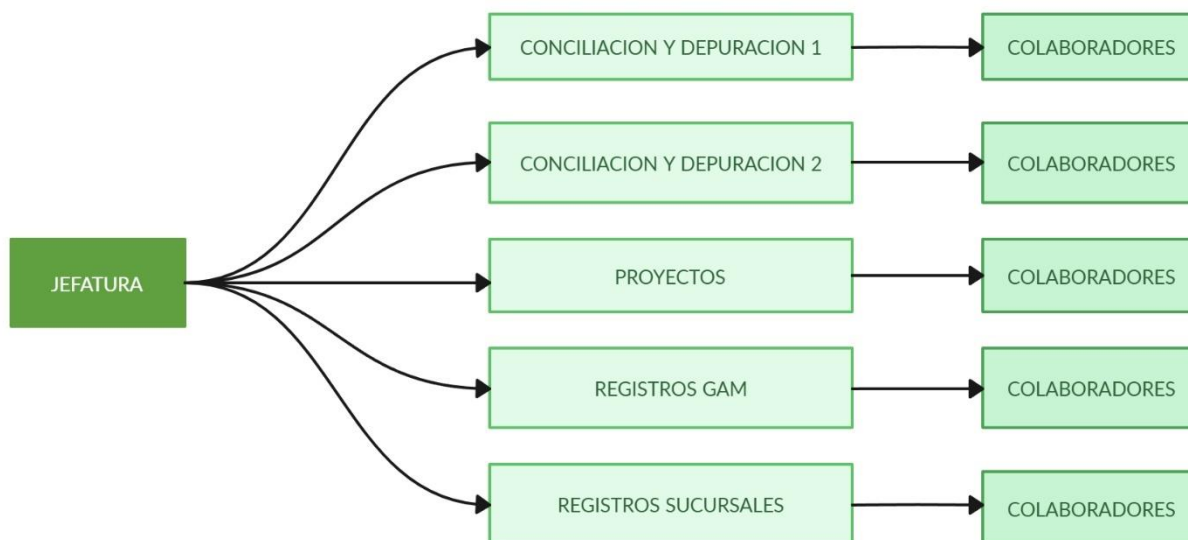 JEFATURA
CONCILIACION Y DEPURACION 1
COLABORADORES
CONCILIACION Y DEPURACION 2
COLABORADORES
PROYECTOS
COLABORADORES
REGISTROS GAM
COLABORADORES
REGISTROS SUCURSALES
COLABORADORES